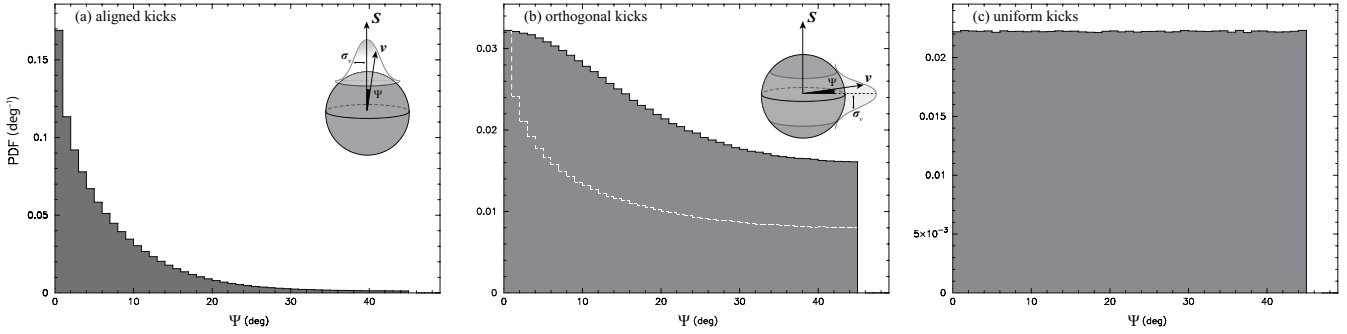 (a) aligned kicks
S
v
σᵥ
Ψ
PDF (deg⁻¹)
0.15
0.1
0.05
0
0
10
20
30
40
Ψ (deg)
(b) orthogonal kicks
S
v
Ψ
σᵥ
0.03
0.02
0.01
0
0
10
20
30
40
Ψ (deg)
(c) uniform kicks
0.02
0.015
0.01
5×10⁻³
0
0
10
20
30
40
Ψ (deg)